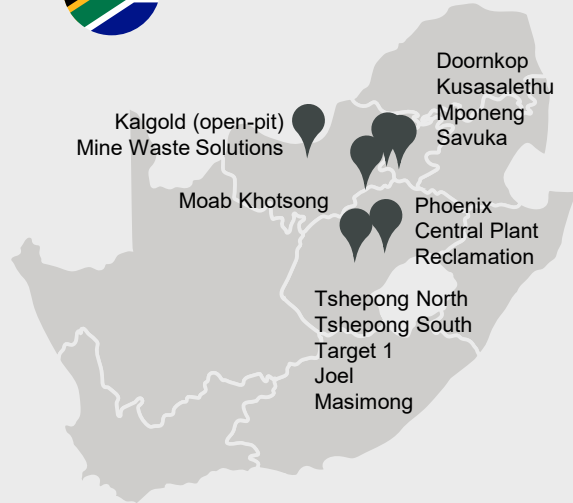 Doornkop
Kusasalethu
Mponeng
Savuka
Kalgold (open-pit)
Mine Waste Solutions
Moab Khotsong
Phoenix
Central Plant
Reclamation
Tshepong North
Tshepong South
Target 1
Joel
Masimong